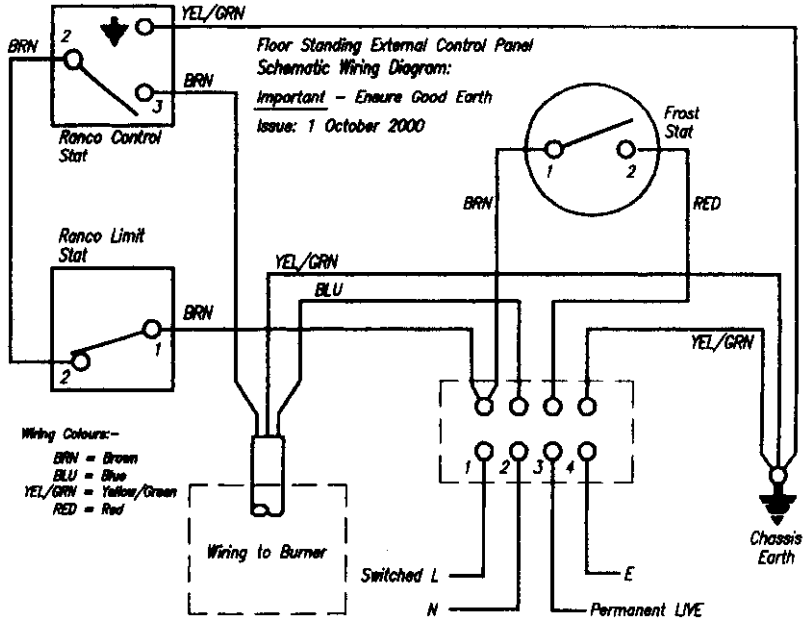 YEL/GRN
2
BRN
BRN
3
Ranco Control
Stat
Floor Standing External Control Panel
Schematic Wiring Diagram:
Important - Ensure Good Earth
Issue: 1 October 2000
Frost
Stat
1
2
BRN
RED
Ranco Limit
Stat
YEL/GRN
BLU
BRN
1
2
YEL/GRN
Wiring Colours:-
BRN = Brown
BLU = Blue
YEL/GRN = Yellow/Green
RED = Red
1
2
3
4
Wiring to Burner
Chassis
Earth
Switched L
E
N
Permanent LIVE